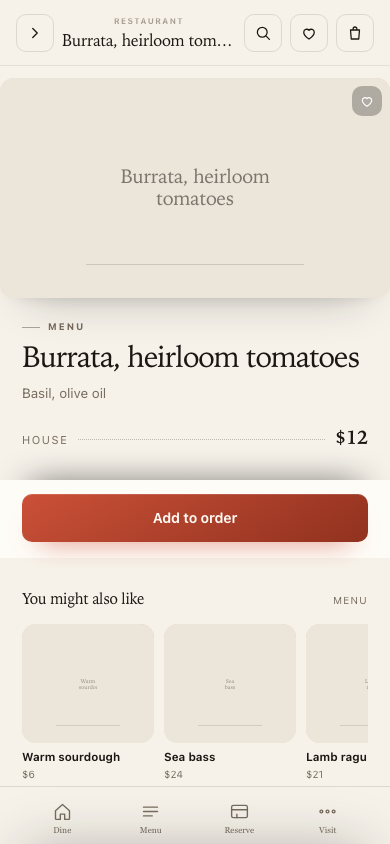 RESTAURANT
Burrata, heirloom tom…
Burrata, heirloom
tomatoes
MENU
Burrata, heirloom tomatoes
Basil, olive oil
HOUSE $12
Add to order
You might also like MENU
Warm
sourdo
Sea
bass
Warm sourdough
Sea bass
Lamb ragu
$6
$24
$21
Dine
Menu
Reserve
Visit